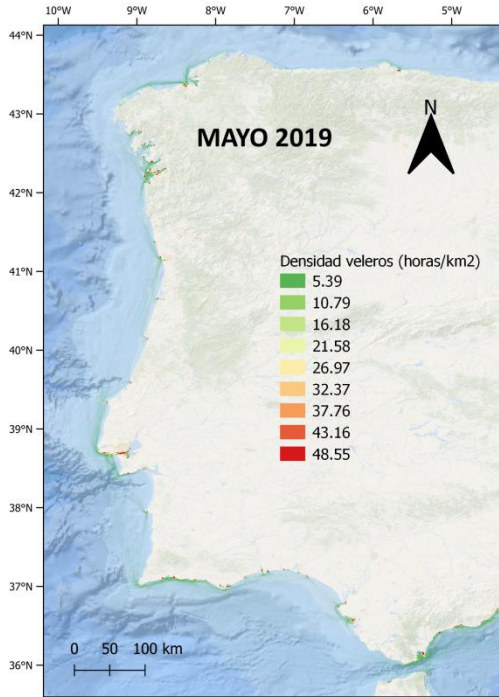 10°W 9°W 8°W 7°W 6°W 5°W
44°N
43°N
MAYO 2019
N
42°N
Densidad veleros (horas/km2)
5.39
41°N
10.79
16.18
21.58
40°N
26.97
32.37
37.76
39°N
43.16
48.55
38°N
37°N
0 50 100 km
36°N